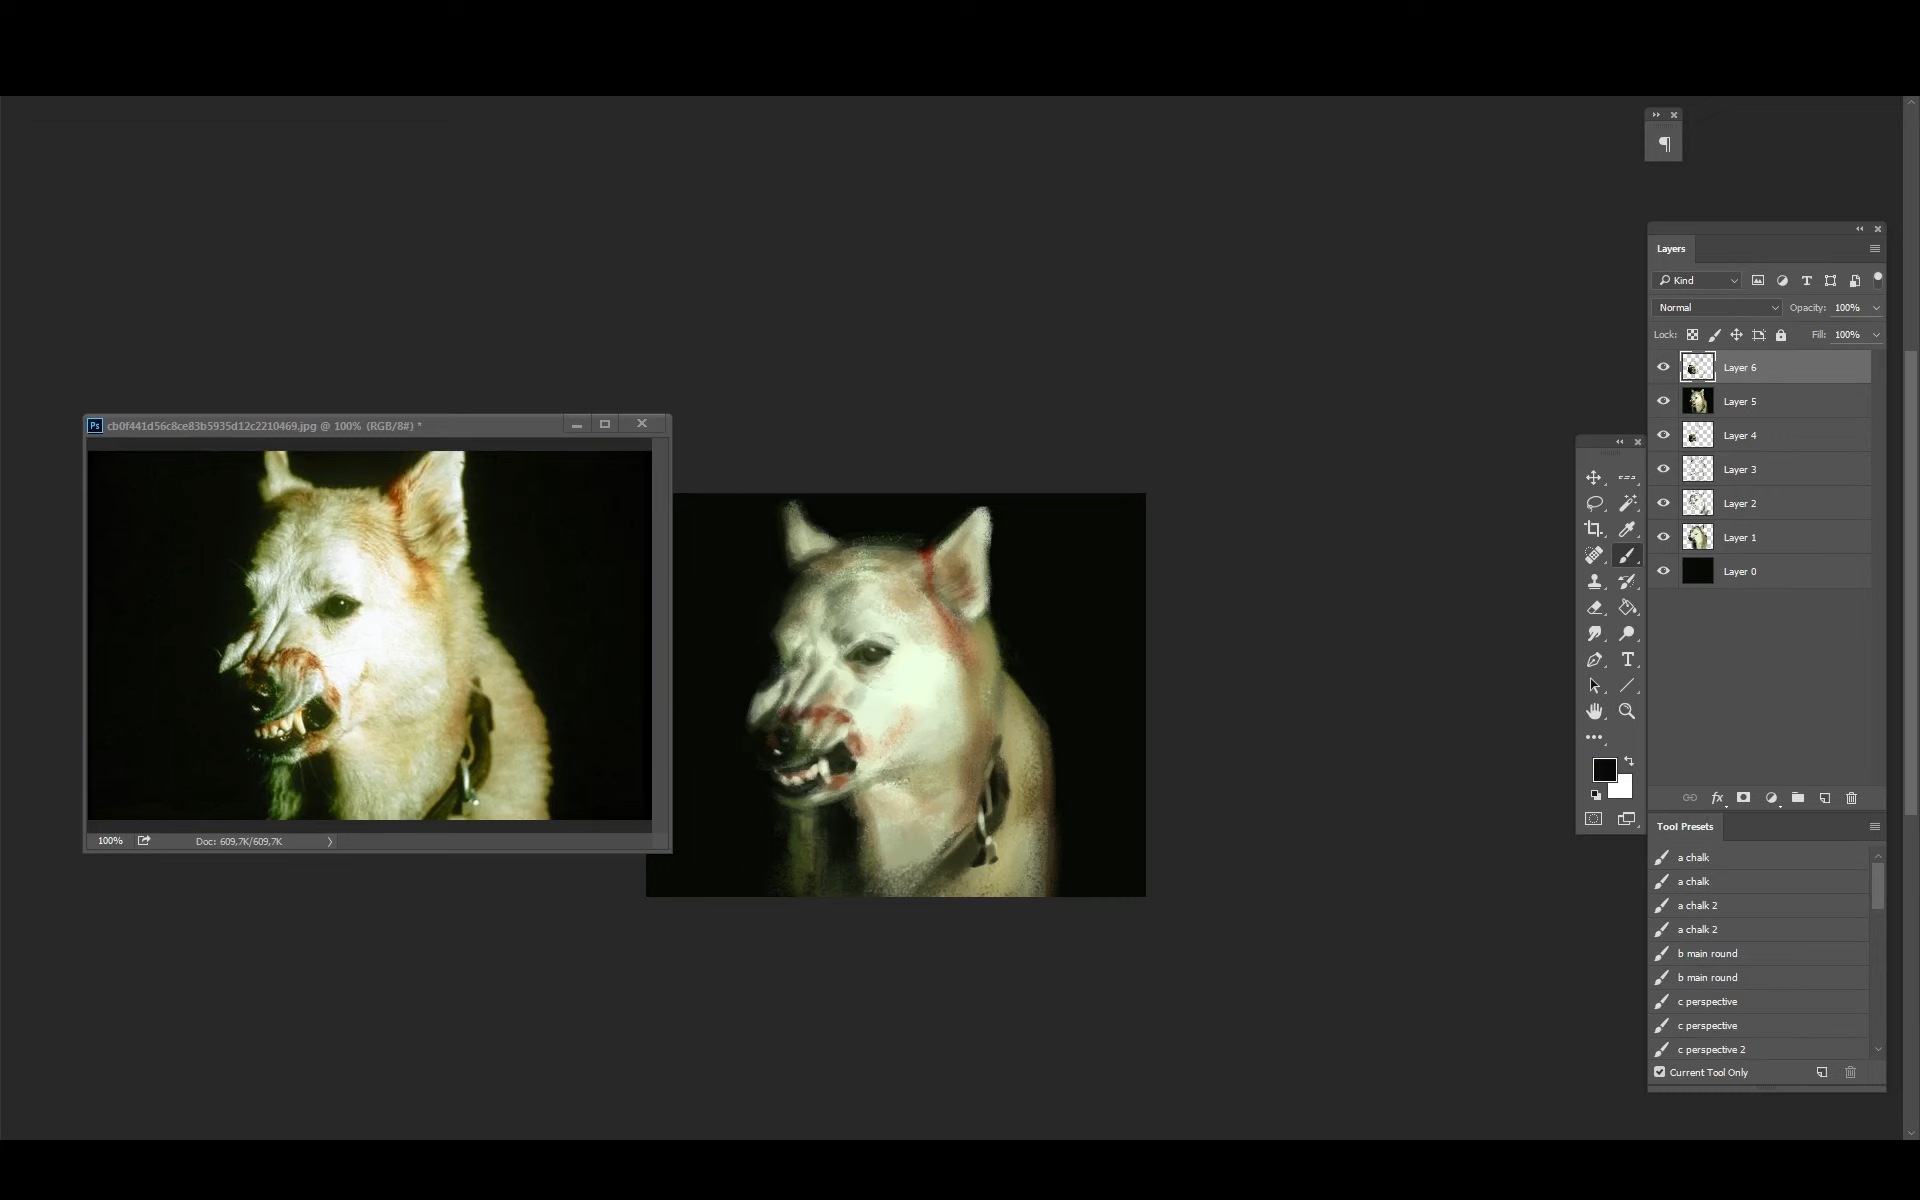 Layers
Kind
Normal Opacity: 100%
Lock: Fill: 100%
Layer 6
Layer 5
Layer 4
Layer 3
Layer 2
Layer 1
Layer 0
Ps cb0f441d56c8ce83b5935d12c2210469.jpg @ 100% (RGB/8#) *
100% Doc: 609,7K/609,7K
Tool Presets
a chalk
a chalk
a chalk 2
a chalk 2
b main round
b main round
c perspective
c perspective
c perspective 2
Current Tool Only